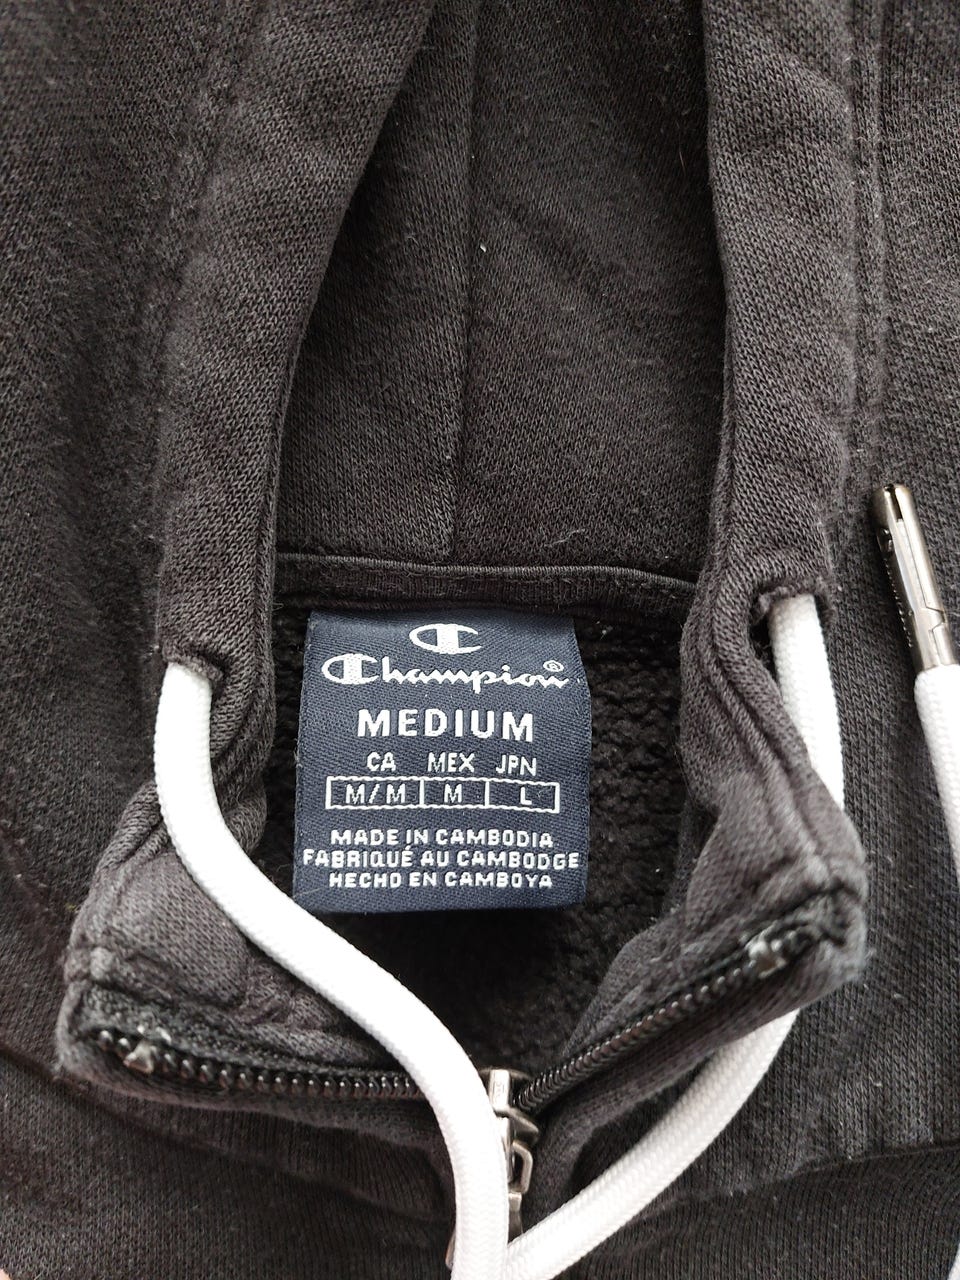 Champion®
MEDIUM
CA MEX JPN
M/M M L
MADE IN CAMBODIA
FABRIQUÉ AU CAMBODGE
HECHO EN CAMBOYA